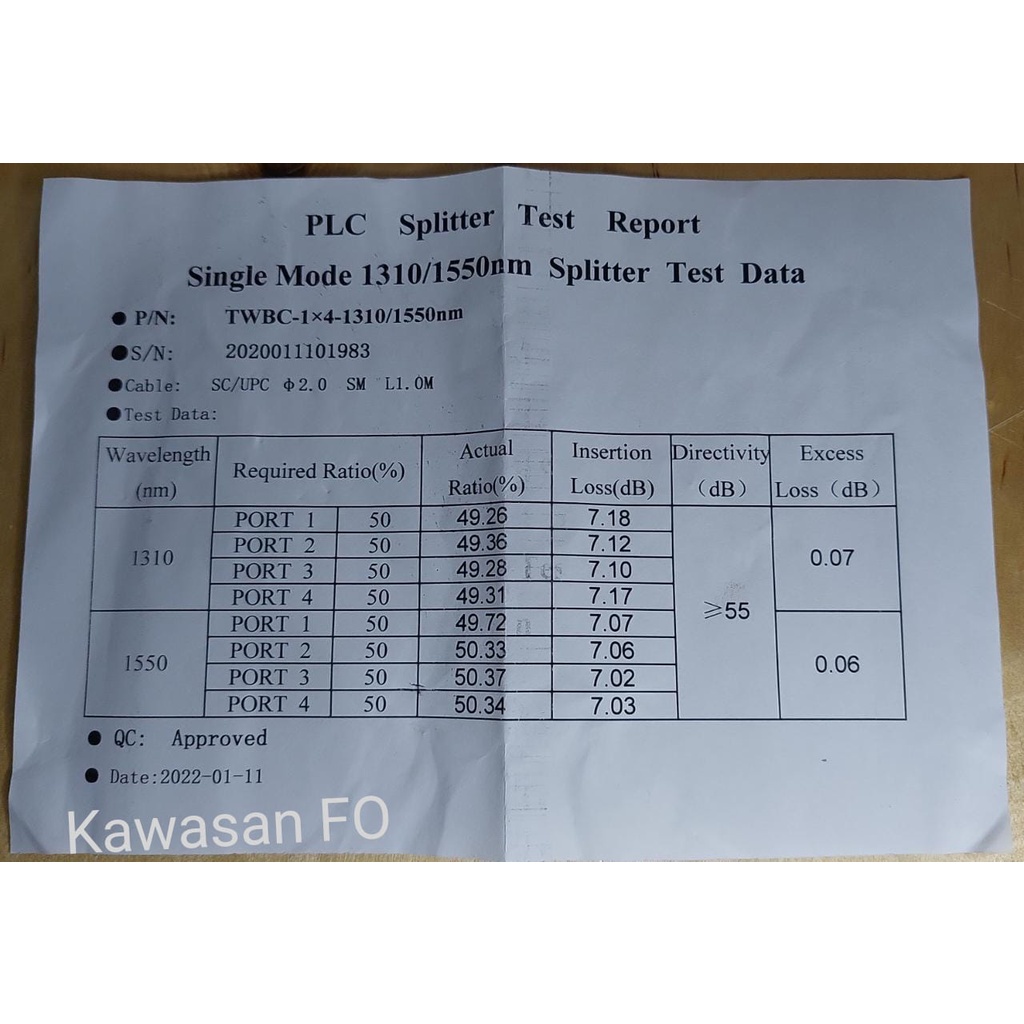 PLC Splitter Test Report
Single Mode 1310/1550nm Splitter Test Data
● P/N: TWBC-1×4-1310/1550nm
● S/N: 2020011101983
● Cable: SC/UPC φ2.0 SM L1.0M
● Test Data:
Wavelength (nm) Required Ratio(%) Actual Ratio(%) Insertion Loss(dB) Directivity (dB) Excess Loss (dB)
1310 PORT 1 50 49.26 7.18 ≥55 0.07
PORT 2 50 49.36 7.12
PORT 3 50 49.28 7.10
PORT 4 50 49.31 7.17
1550 PORT 1 50 49.72 7.07 0.06
PORT 2 50 50.33 7.06
PORT 3 50 50.37 7.02
PORT 4 50 50.34 7.03
● QC: Approved
● Date:2022-01-11
Kawasan FO